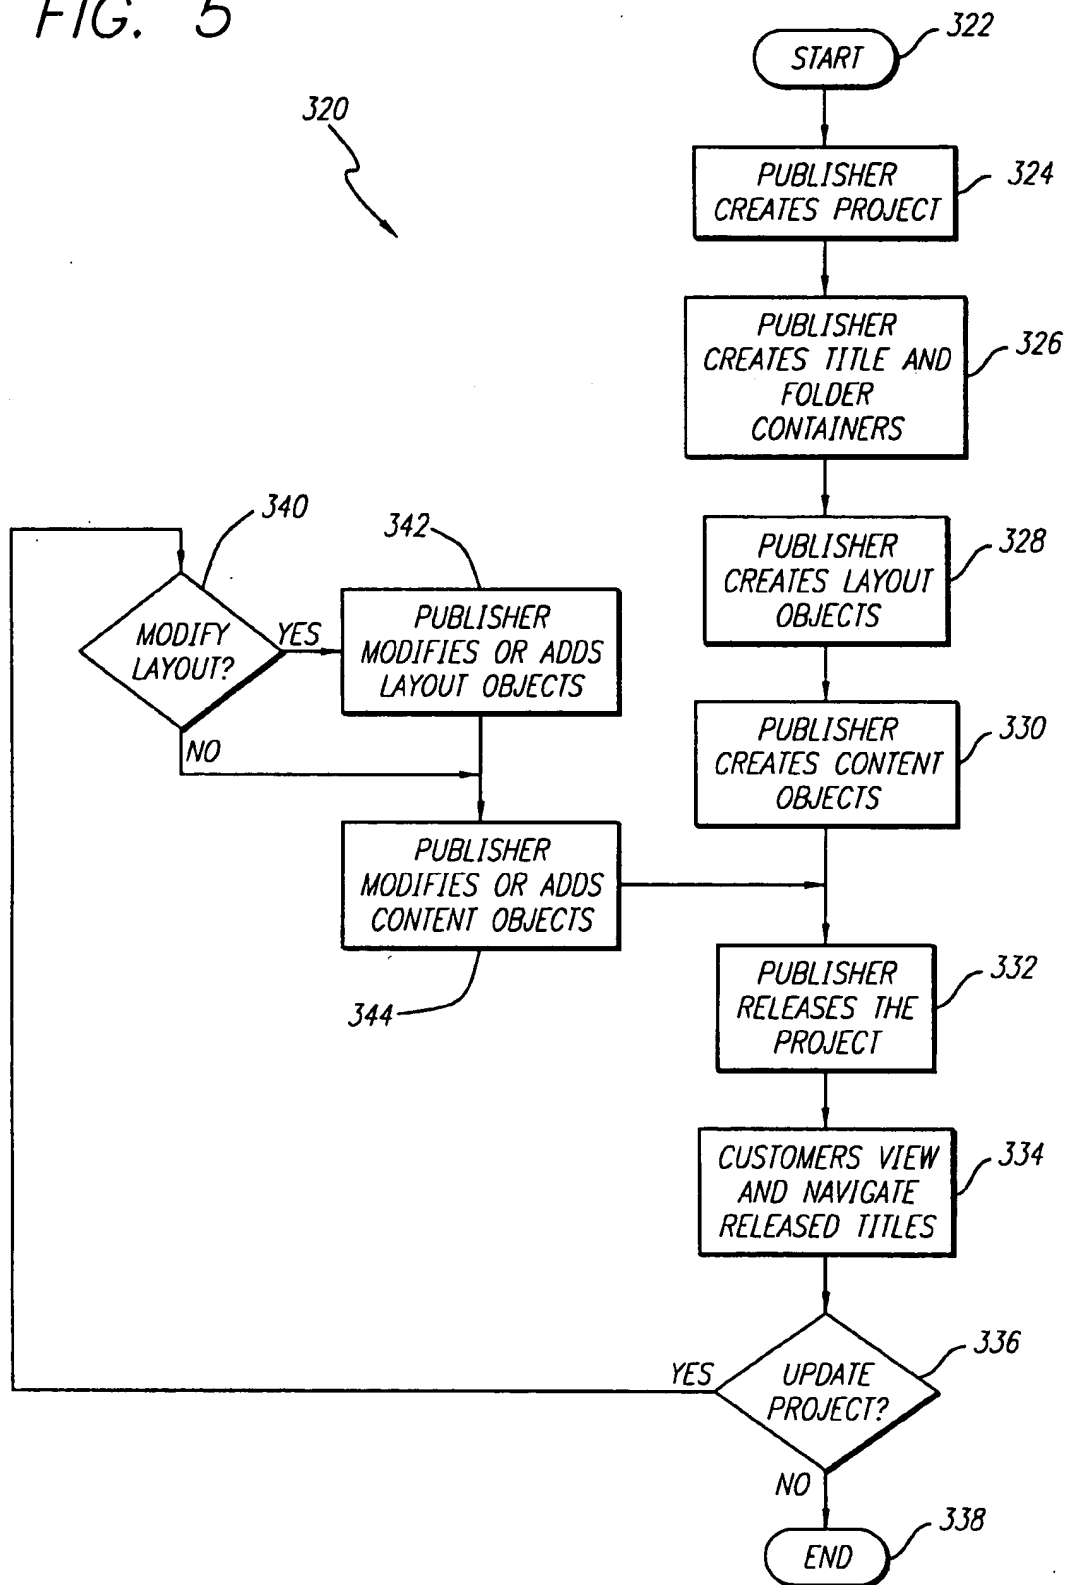 FIG. 5
320
START
322
PUBLISHER
CREATES PROJECT
324
PUBLISHER
CREATES TITLE AND
FOLDER
CONTAINERS
326
PUBLISHER
CREATES LAYOUT
OBJECTS
328
PUBLISHER
CREATES CONTENT
OBJECTS
330
PUBLISHER
RELEASES THE
PROJECT
332
CUSTOMERS VIEW
AND NAVIGATE
RELEASED TITLES
334
UPDATE
PROJECT?
336
YES
NO
END
338
340
MODIFY
LAYOUT?
YES
NO
342
PUBLISHER
MODIFIES OR ADDS
LAYOUT OBJECTS
PUBLISHER
MODIFIES OR ADDS
CONTENT OBJECTS
344